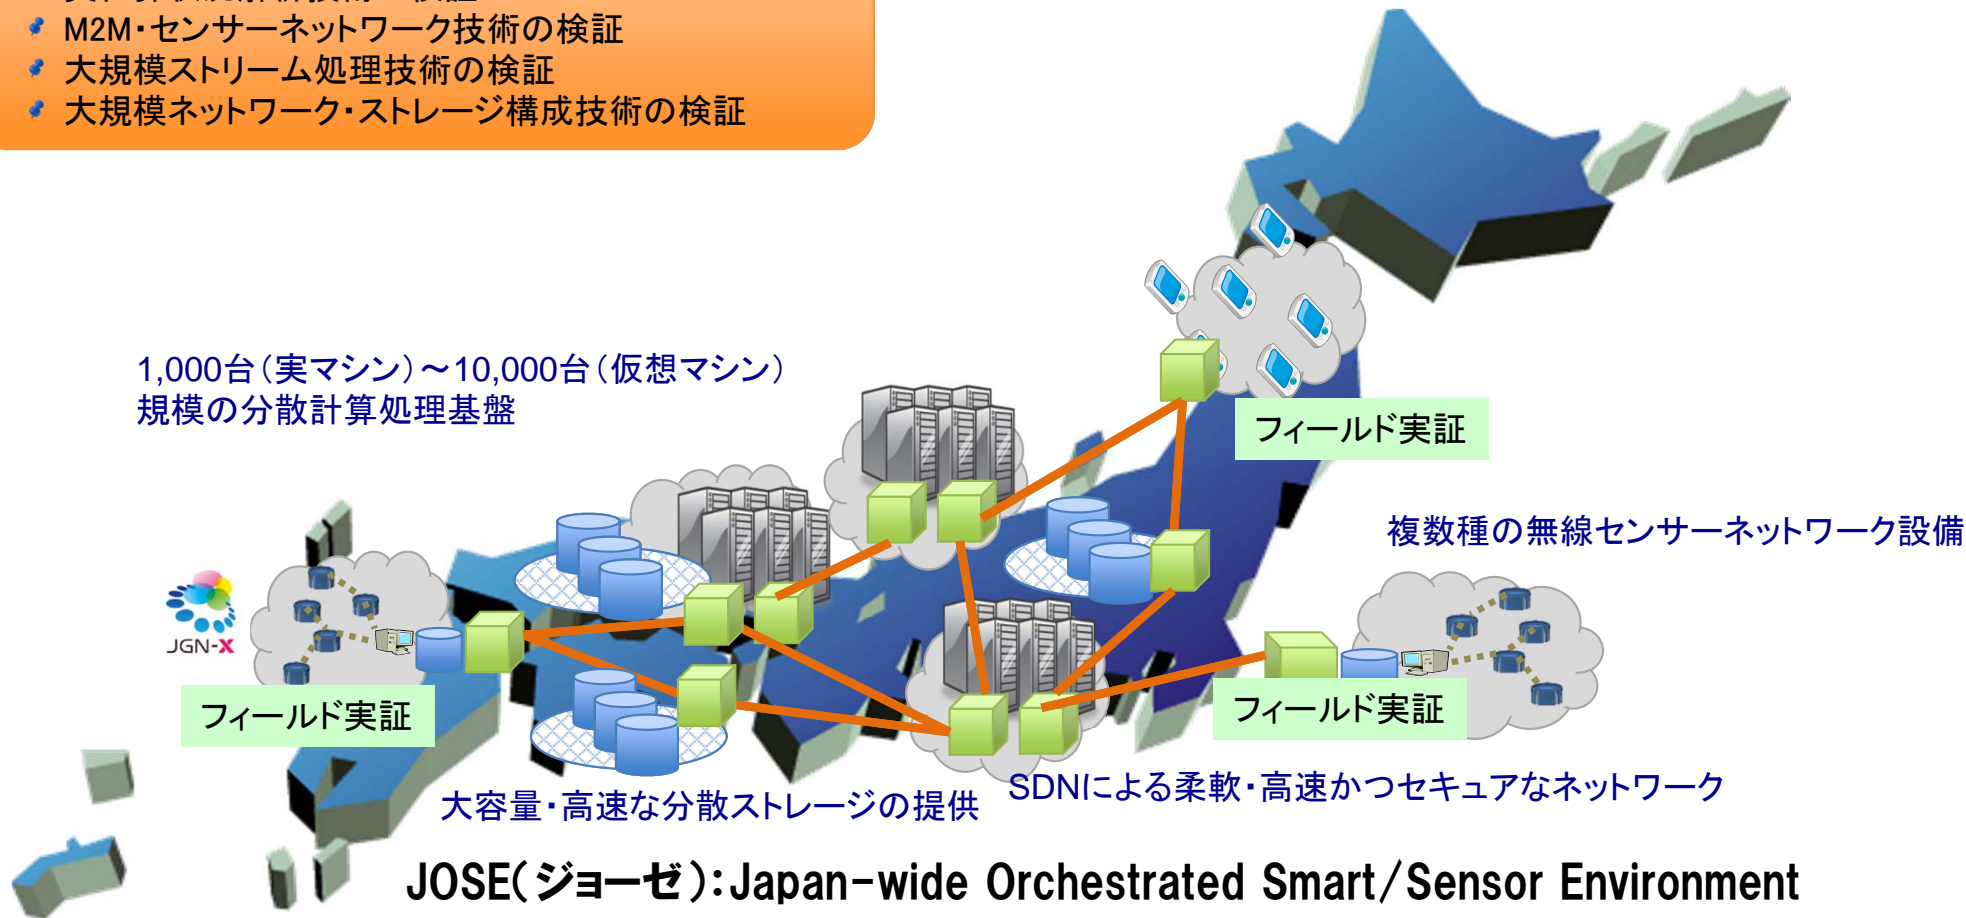 M2M・センサーネットワーク技術の検証
大規模ストリーム処理技術の検証
大規模ネットワーク・ストレージ構成技術の検証
1,000台（実マシン）～10,000台（仮想マシン）
規模の分散計算処理基盤
フィールド実証
複数種の無線センサーネットワーク設備
JGN-X
フィールド実証
フィールド実証
大容量・高速な分散ストレージの提供
SDNによる柔軟・高速かつセキュアなネットワーク
JOSE（ジョーゼ）：Japan-wide Orchestrated Smart/Sensor Environment